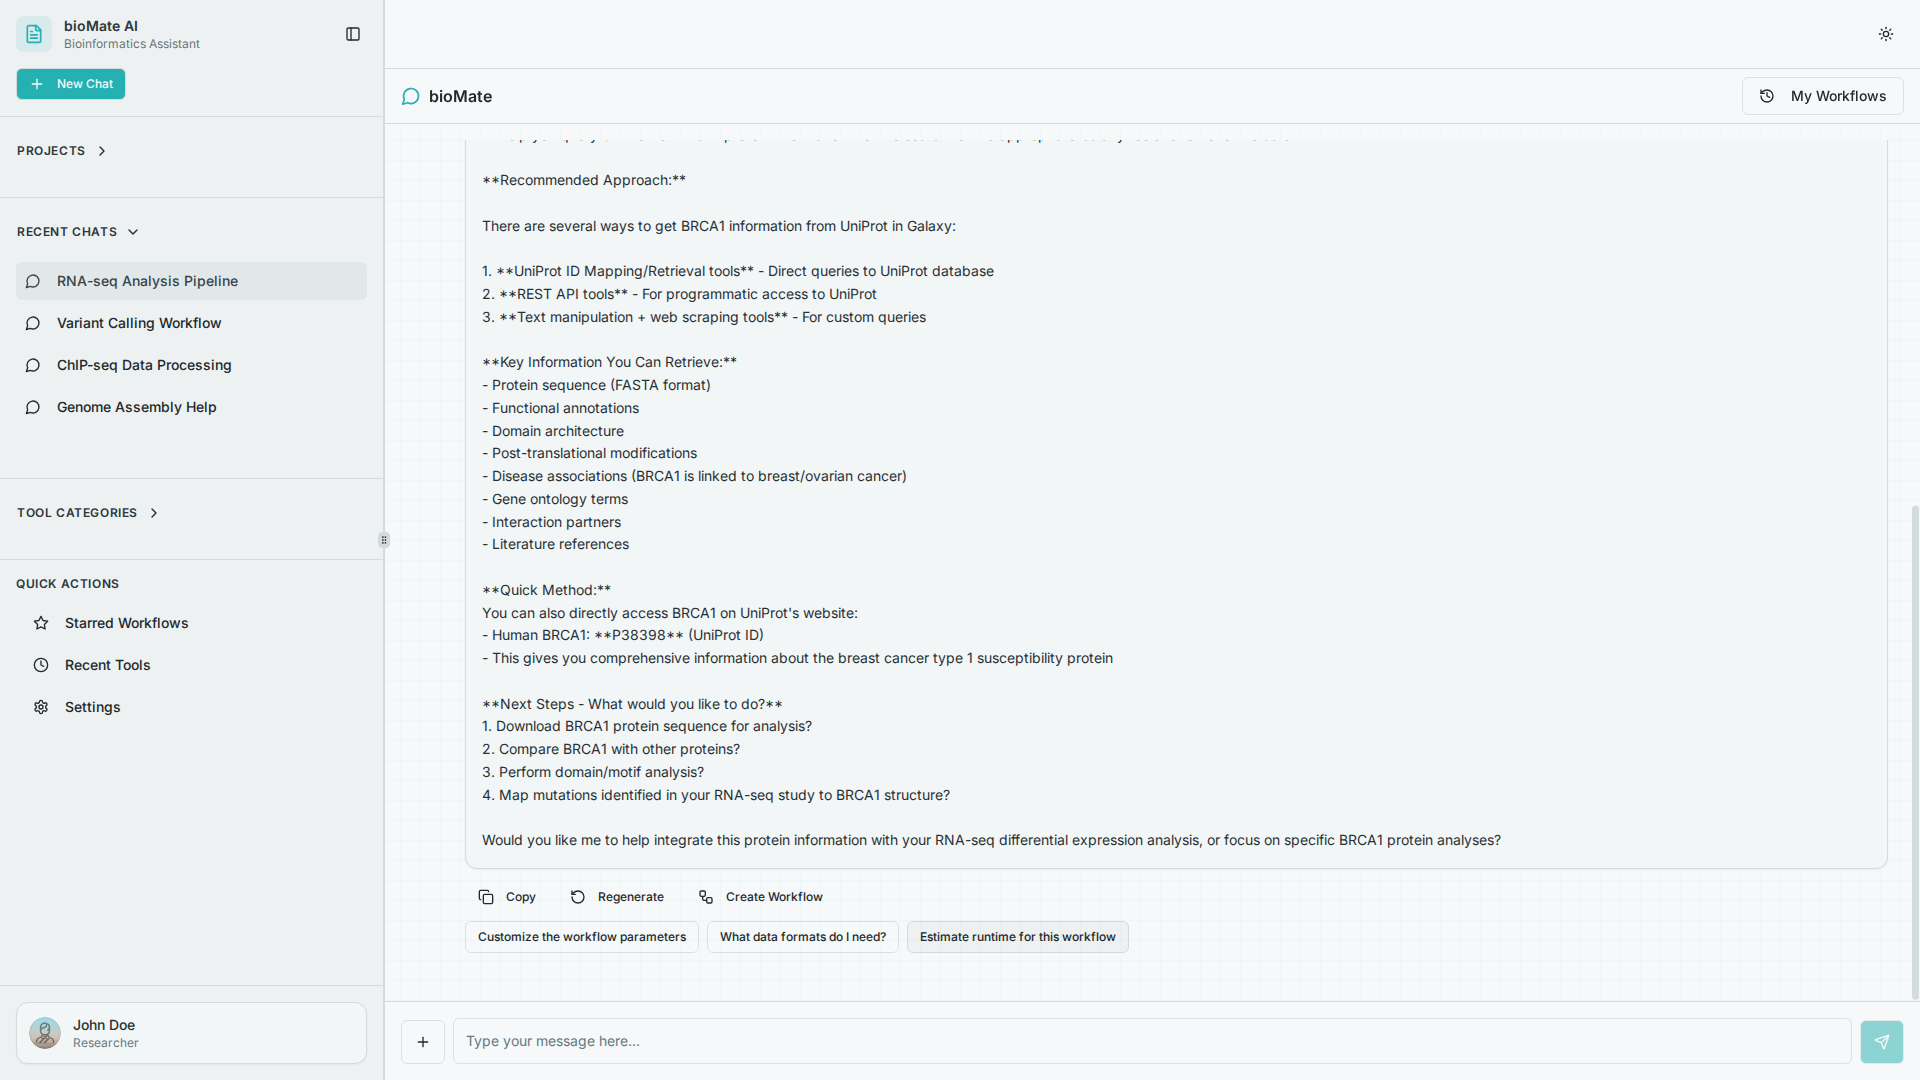 bioMate AI
Bioinformatics Assistant
New Chat
PROJECTS
RECENT CHATS
RNA-seq Analysis Pipeline
Variant Calling Workflow
ChIP-seq Data Processing
Genome Assembly Help
TOOL CATEGORIES
QUICK ACTIONS
Starred Workflows
Recent Tools
Settings
John Doe
Researcher
bioMate
My Workflows
**Recommended Approach:**
There are several ways to get BRCA1 information from UniProt in Galaxy:
1. **UniProt ID Mapping/Retrieval tools** - Direct queries to UniProt database
2. **REST API tools** - For programmatic access to UniProt
3. **Text manipulation + web scraping tools** - For custom queries
**Key Information You Can Retrieve:**
- Protein sequence (FASTA format)
- Functional annotations
- Domain architecture
- Post-translational modifications
- Disease associations (BRCA1 is linked to breast/ovarian cancer)
- Gene ontology terms
- Interaction partners
- Literature references
**Quick Method:**
You can also directly access BRCA1 on UniProt's website:
- Human BRCA1: **P38398** (UniProt ID)
- This gives you comprehensive information about the breast cancer type 1 susceptibility protein
**Next Steps - What would you like to do?**
1. Download BRCA1 protein sequence for analysis?
2. Compare BRCA1 with other proteins?
3. Perform domain/motif analysis?
4. Map mutations identified in your RNA-seq study to BRCA1 structure?
Would you like me to help integrate this protein information with your RNA-seq differential expression analysis, or focus on specific BRCA1 protein analyses?
Copy
Regenerate
Create Workflow
Customize the workflow parameters
What data formats do I need?
Estimate runtime for this workflow
Type your message here...